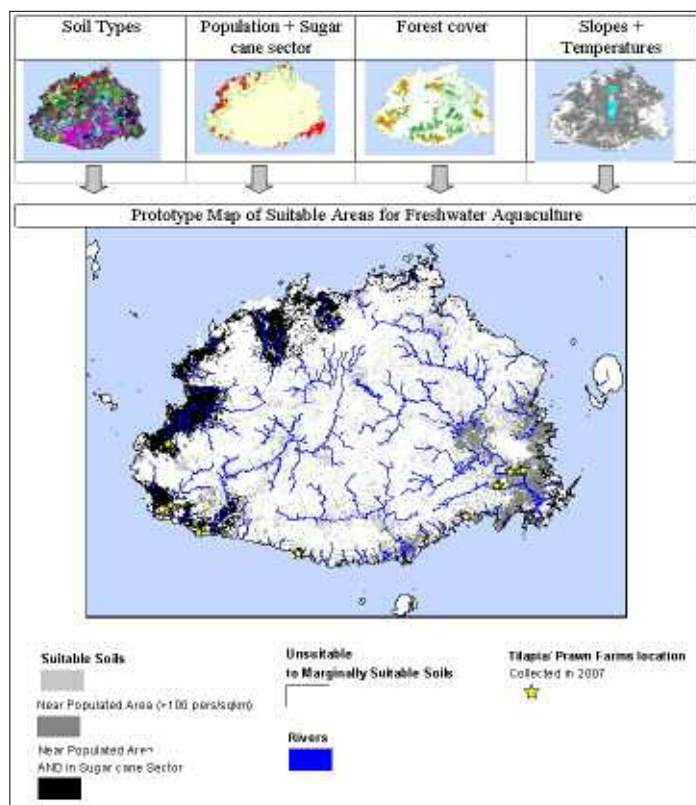 Soil Types
Population + Sugar
cane sector
Forest cover
Slopes +
Temperatures
Prototype Map of Suitable Areas for Freshwater Aquaculture
Suitable Soils
Near Populated Area (>100 pers/sqkm)
Near Populated Are
AND in Sugar cane Sector
Unsuitable
to Marginally Suitable Soils
Rivers
Tilapia/ Prawn Farms location
Collected in 2007